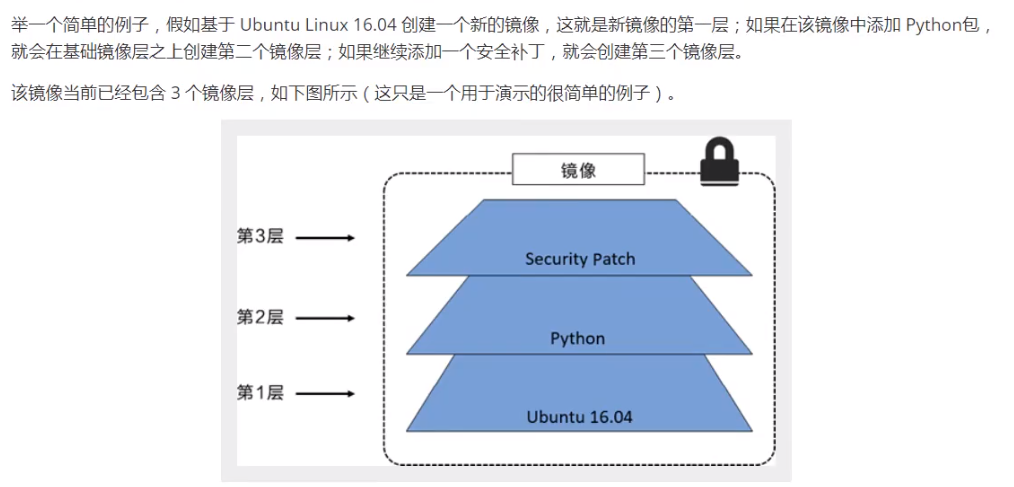 举一个简单的例子，假如基于 Ubuntu Linux 16.04 创建一个新的镜像，这就是新镜像的第一层；如果在该镜像中添加 Python包，
就会在基础镜像层之上创建第二个镜像层；如果继续添加一个安全补丁，就会创建第三个镜像层。
该镜像当前已经包含 3 个镜像层，如下图所示（这只是一个用于演示的很简单的例子）。
镜像
第3层
Security Patch
第2层
Python
第1层
Ubuntu 16.04